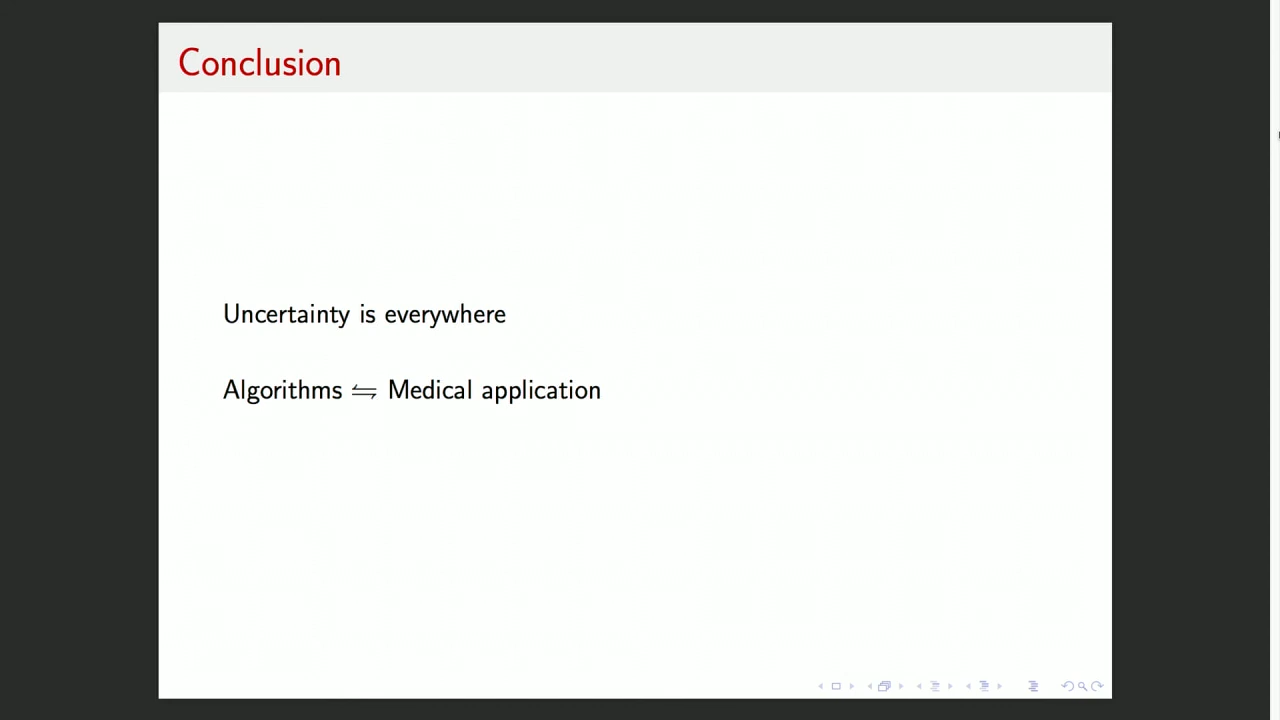 Conclusion
Uncertainty is everywhere
Algorithms ⇋ Medical application